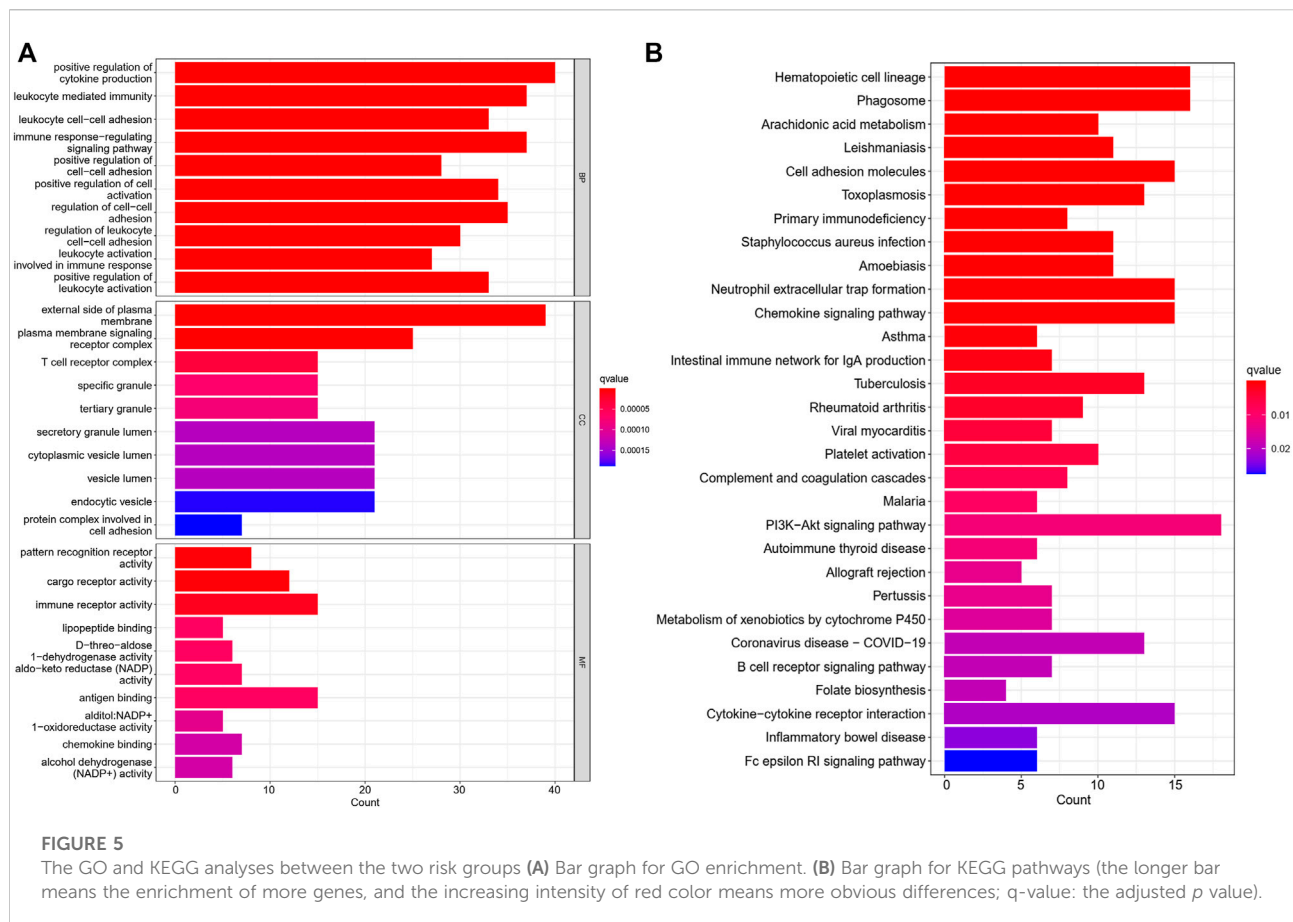 A
positive regulation of
cytokine production
leukocyte mediated immunity
leukocyte cell−cell adhesion
immune response−regulating
signaling pathway
positive regulation of
cell−cell adhesion
positive regulation of cell
activation
regulation of cell−cell
adhesion
regulation of leukocyte
cell−cell adhesion
leukocyte activation
involved in immune response
positive regulation of
leukocyte activation
BP
external side of plasma
membrane
plasma membrane signaling
receptor complex
T cell receptor complex
specific granule
tertiary granule
secretory granule lumen
cytoplasmic vesicle lumen
vesicle lumen
endocytic vesicle
protein complex involved in
cell adhesion
CC
pattern recognition receptor
activity
cargo receptor activity
immune receptor activity
lipopeptide binding
D−threo−aldose
1−dehydrogenase activity
aldo−keto reductase (NADP)
activity
antigen binding
alditol:NADP+
1−oxidoreductase activity
chemokine binding
alcohol dehydrogenase
(NADP+) activity
MF
0 10 20 30 40
Count
qvalue
0.00005
0.00010
0.00015
B
Hematopoietic cell lineage
Phagosome
Arachidonic acid metabolism
Leishmaniasis
Cell adhesion molecules
Toxoplasmosis
Primary immunodeficiency
Staphylococcus aureus infection
Amoebiasis
Neutrophil extracellular trap formation
Chemokine signaling pathway
Asthma
Intestinal immune network for IgA production
Tuberculosis
Rheumatoid arthritis
Viral myocarditis
Platelet activation
Complement and coagulation cascades
Malaria
PI3K−Akt signaling pathway
Autoimmune thyroid disease
Allograft rejection
Pertussis
Metabolism of xenobiotics by cytochrome P450
Coronavirus disease − COVID−19
B cell receptor signaling pathway
Folate biosynthesis
Cytokine−cytokine receptor interaction
Inflammatory bowel disease
Fc epsilon RI signaling pathway
0 5 10 15
Count
qvalue
0.01
0.02
FIGURE 5
The GO and KEGG analyses between the two risk groups (A) Bar graph for GO enrichment. (B) Bar graph for KEGG pathways (the longer bar
means the enrichment of more genes, and the increasing intensity of red color means more obvious differences; q-value: the adjusted p value).